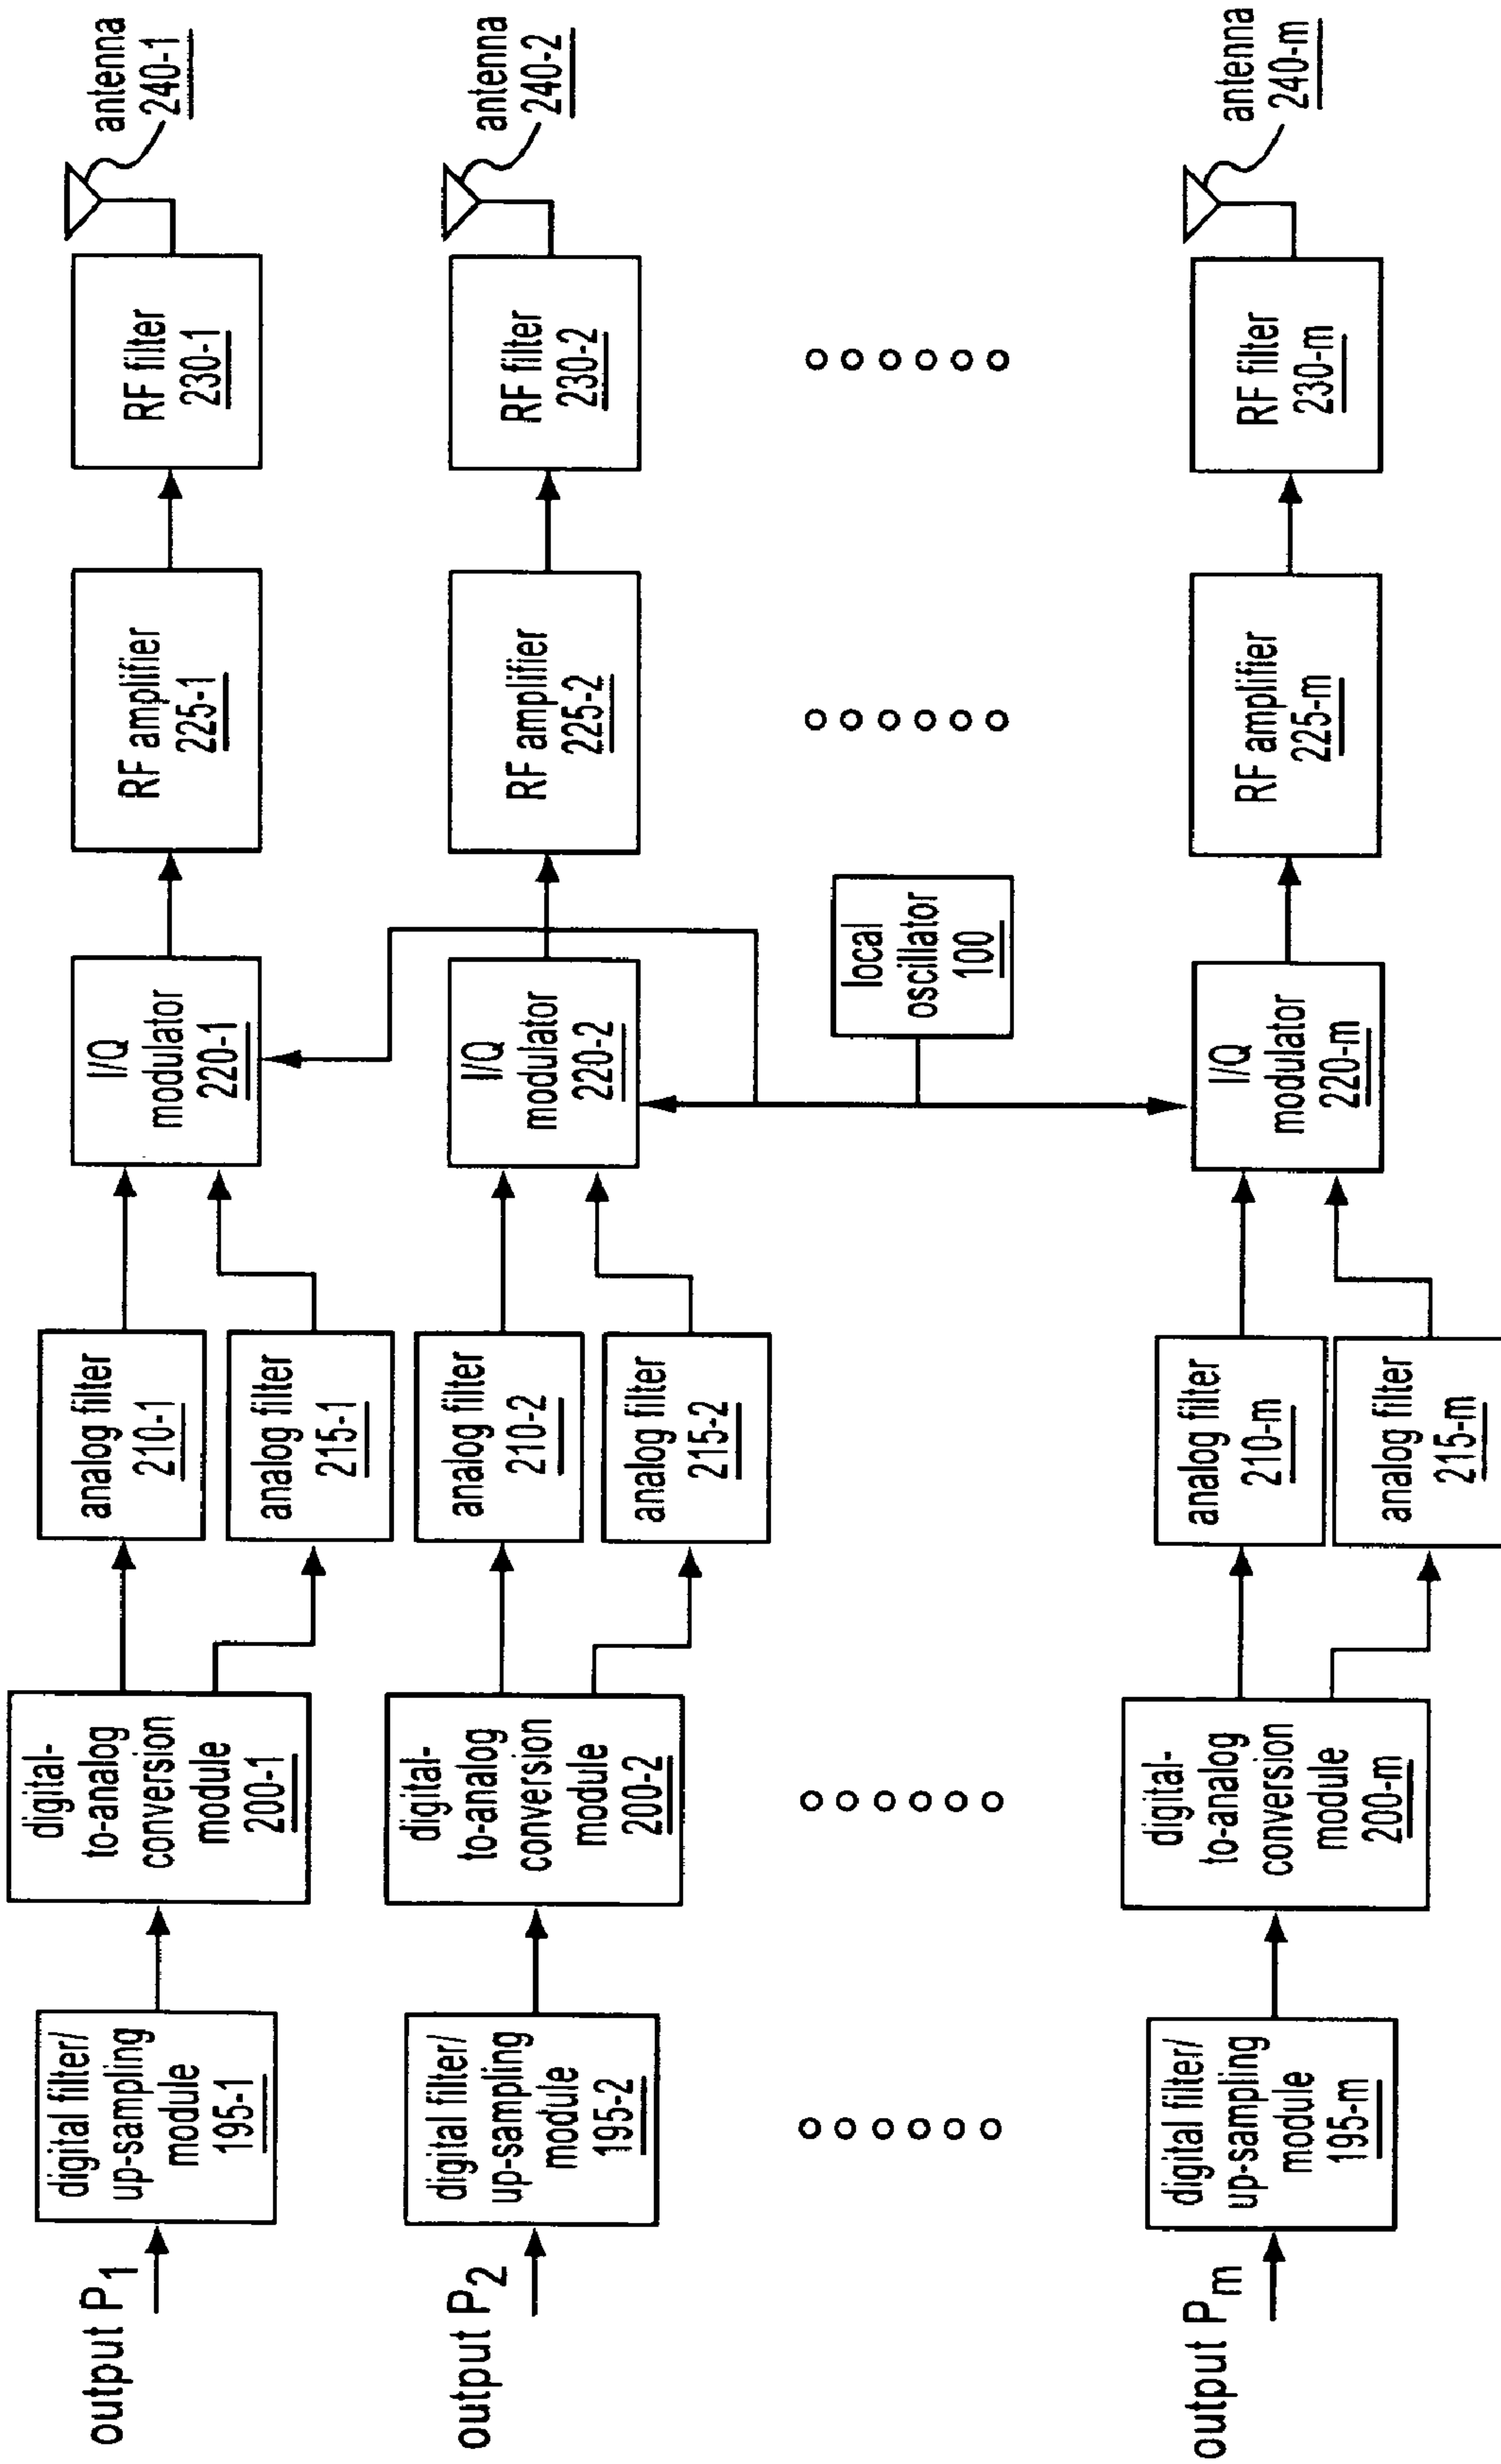 output P1
digital filter/
up-sampling
module
195-1
digital-
to-analog
conversion
module
200-1
analog filter
210-1
analog filter
215-1
I/Q
modulator
220-1
RF amplifier
225-1
RF filter
230-1
antenna
240-1
output P2
digital filter/
up-sampling
module
195-2
digital-
to-analog
conversion
module
200-2
analog filter
210-2
analog filter
215-2
I/Q
modulator
220-2
RF amplifier
225-2
RF filter
230-2
antenna
240-2
local
oscillator
100
output Pm
digital filter/
up-sampling
module
195-m
digital-
to-analog
conversion
module
200-m
analog filter
210-m
analog filter
215-m
I/Q
modulator
220-m
RF amplifier
225-m
RF filter
230-m
antenna
240-m